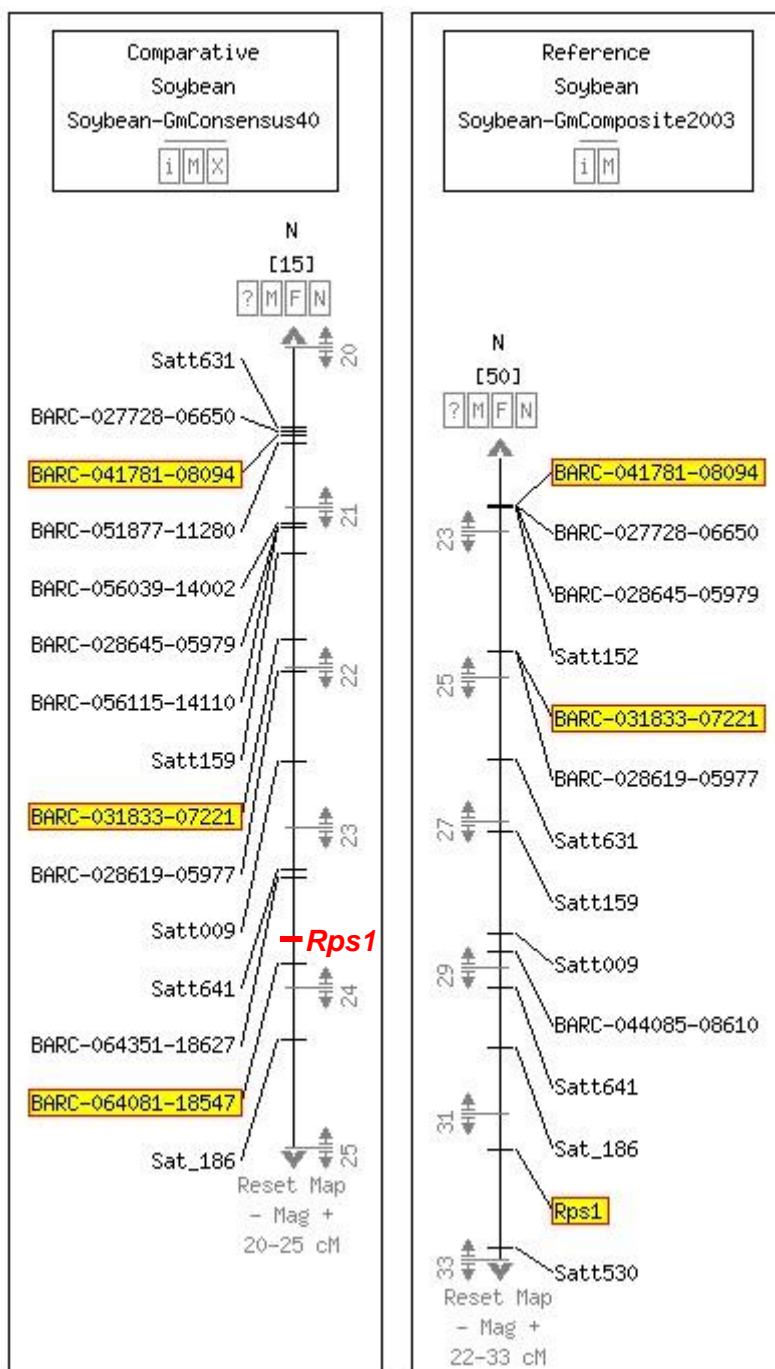 Comparative
Soybean
Soybean-GmConsensus40
i M X
N
[15]
? M F N
20
Satt631
BARC-027728-06650
BARC-041781-08094
21
BARC-051877-11280
BARC-056039-14002
BARC-028645-05979
22
BARC-056115-14110
Satt159
BARC-031833-07221
23
BARC-028619-05977
Satt009
Rps1
Satt641
24
BARC-064351-18627
BARC-064081-18547
Sat_186
25
Reset Map
- Mag +
20-25 cM
Reference
Soybean
Soybean-GmComposite2003
i M
N
[50]
? M F N
BARC-041781-08094
23
BARC-027728-06650
BARC-028645-05979
Satt152
25
BARC-031833-07221
BARC-028619-05977
27
Satt631
Satt159
Satt009
29
BARC-044085-08610
Satt641
31
Sat_186
Rps1
33
Satt530
Reset Map
- Mag +
22-33 cM